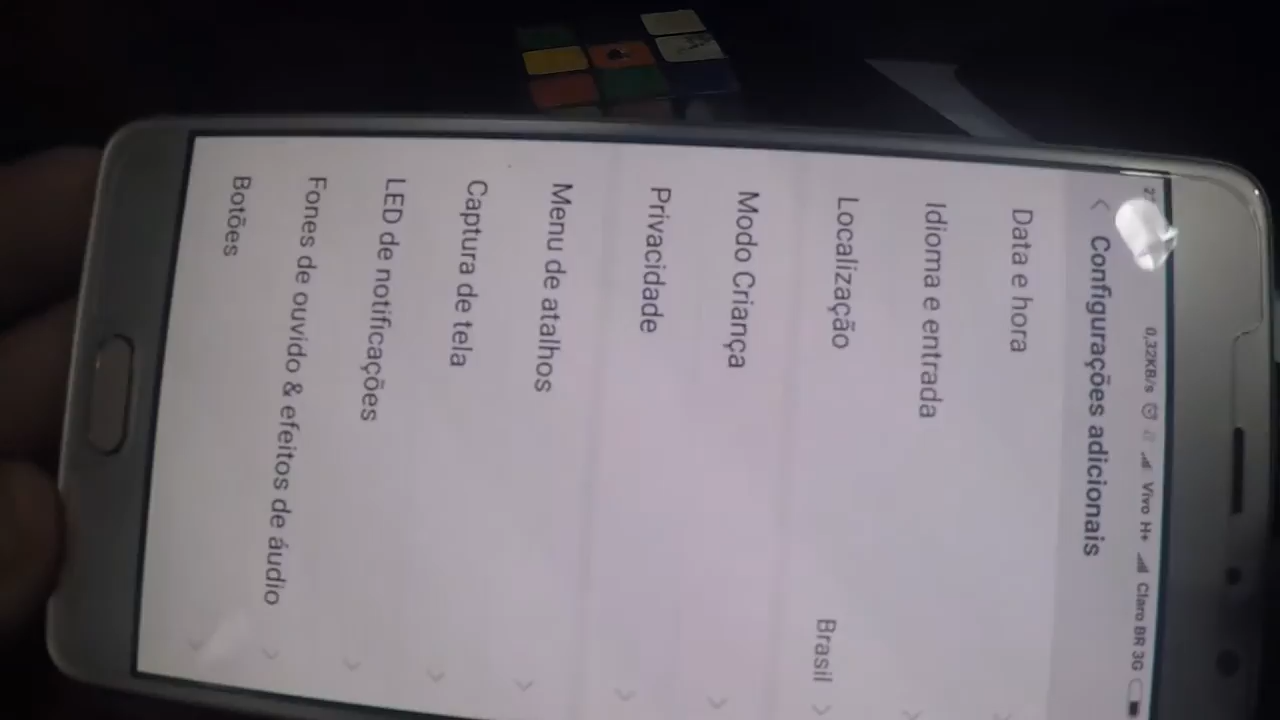 0,32KB/s Vivo H+ Claro BR 3G
Configurações adicionais
Data e hora
Idioma e entrada
Localização Brasil
Modo Criança
Privacidade
Menu de atalhos
Captura de tela
LED de notificações
Fones de ouvido & efeitos de áudio
Botões